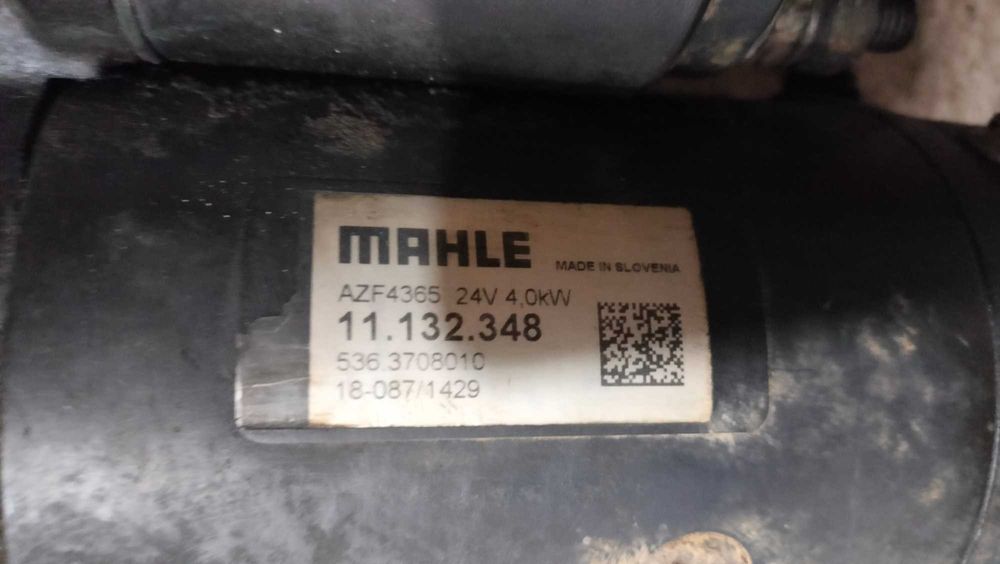 MAHLE
MADE IN SLOVENIA
AZF4365 24V 4,0kW
11.132.348
536.3708010
18-087/1429